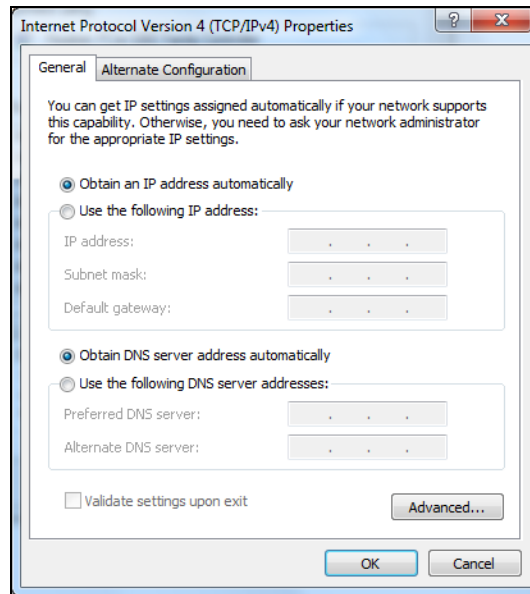 Internet Protocol Version 4 (TCP/IPv4) Properties
General
Alternate Configuration
You can get IP settings assigned automatically if your network supports
this capability. Otherwise, you need to ask your network administrator
for the appropriate IP settings.
Obtain an IP address automatically
Use the following IP address:
IP address:
Subnet mask:
Default gateway:
Obtain DNS server address automatically
Use the following DNS server addresses:
Preferred DNS server:
Alternate DNS server:
Validate settings upon exit
Advanced...
OK
Cancel